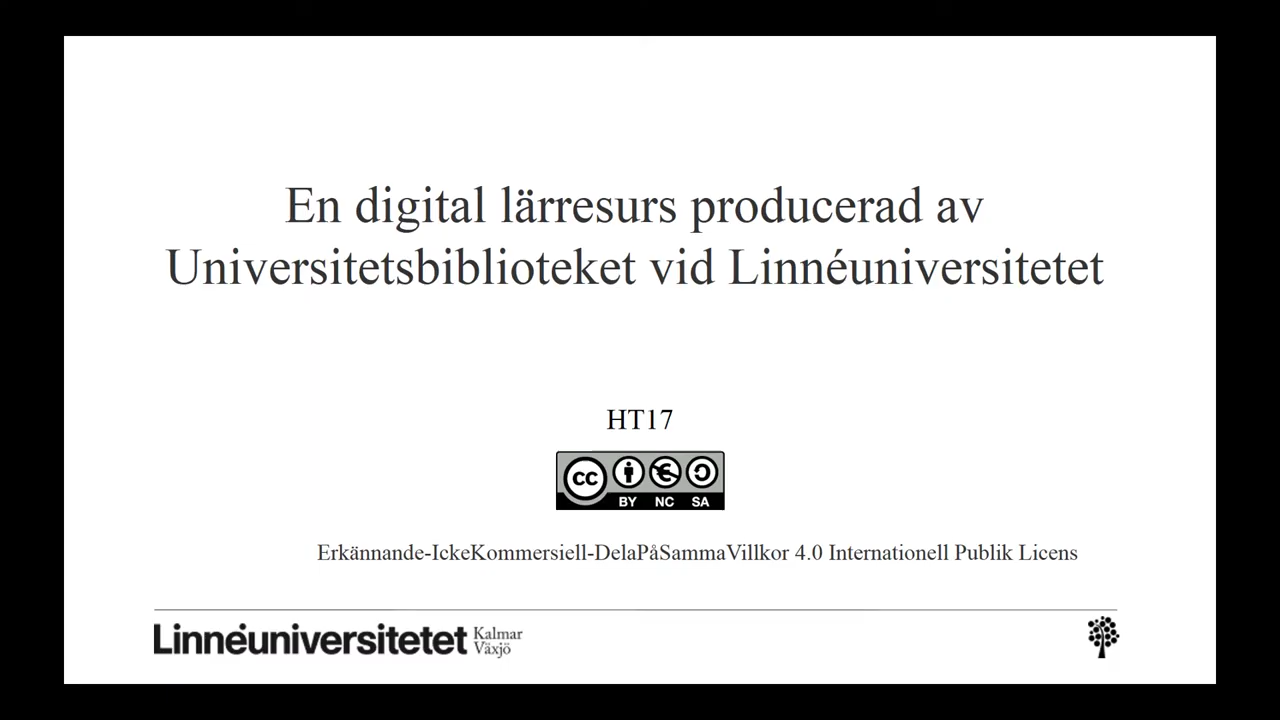 En digital lärresurs producerad av
Universitetsbiblioteket vid Linnéuniversitetet
HT17
cc
BY NC SA
Erkännande-IckeKommersiell-DelaPåSammaVillkor 4.0 Internationell Publik Licens
Linnéuniversitetet Kalmar
Växjö